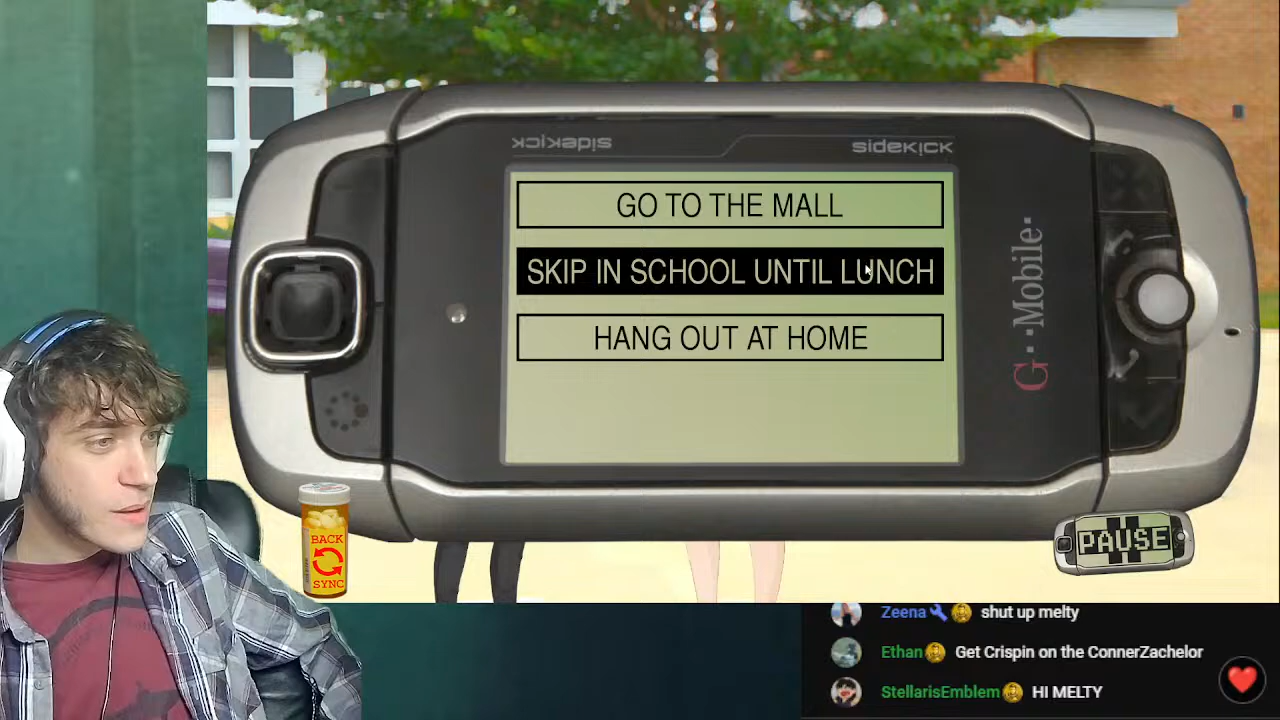 sidekick
sidekick
GO TO THE MALL
SKIP IN SCHOOL UNTIL LUNCH
HANG OUT AT HOME
G··Mobile·
BACK
SYNC
PAUSE
Zeena shut up melty
Ethan Get Crispin on the ConnerZachelor
StellarisEmblem HI MELTY